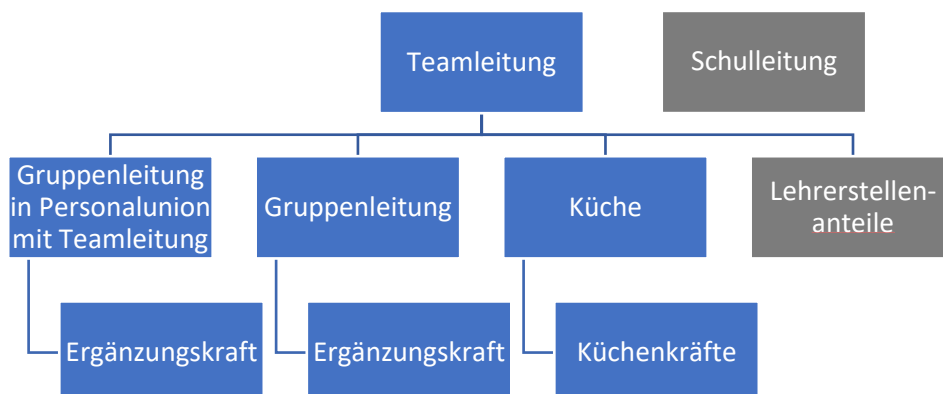 Teamleitung
Schulleitung
Gruppenleitung
in Personalunion
mit Teamleitung
Gruppenleitung
Küche
Lehrerstellen-
anteile
Ergänzungskraft
Ergänzungskraft
Küchenkräfte